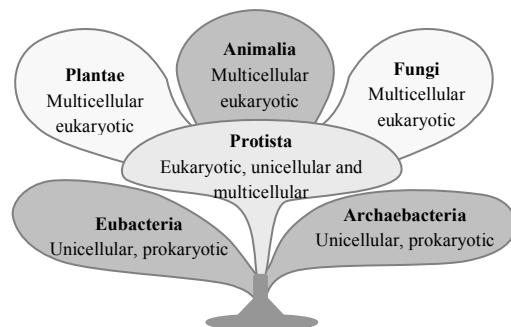 Animalia
Multicellular
eukaryotic
Plantae
Multicellular
eukaryotic
Fungi
Multicellular
eukaryotic
Protista
Eukaryotic, unicellular and
multicellular
Eubacteria
Unicellular, prokaryotic
Archaebacteria
Unicellular, prokaryotic